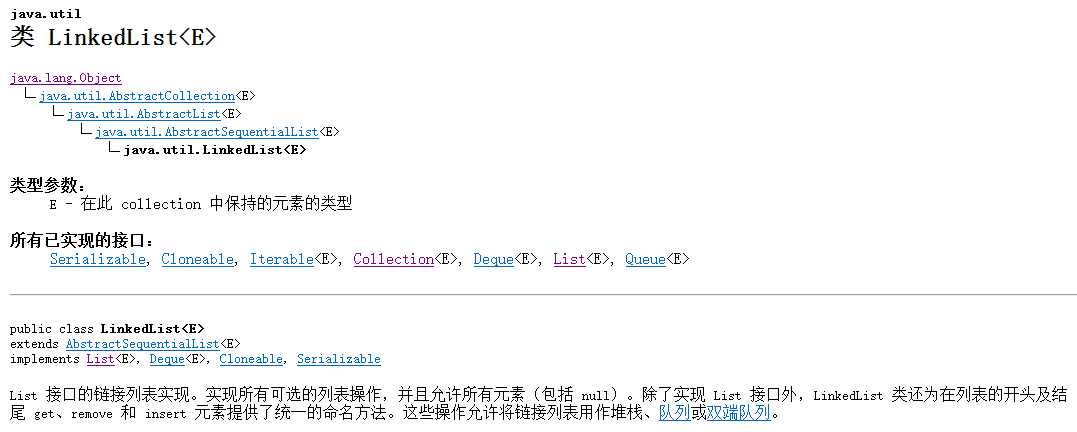 java.util
类 LinkedList<E>
java.lang.Object
java.util.AbstractCollection<E>
java.util.AbstractList<E>
java.util.AbstractSequentialList<E>
java.util.LinkedList<E>
类型参数：
E - 在此 collection 中保持的元素的类型
所有已实现的接口：
Serializable, Cloneable, Iterable<E>, Collection<E>, Deque<E>, List<E>, Queue<E>
public class LinkedList<E>
extends AbstractSequentialList<E>
implements List<E>, Deque<E>, Cloneable, Serializable
List 接口的链接列表实现。实现所有可选的列表操作，并且允许所有元素（包括 null）。除了实现 List 接口外，LinkedList 类还为在列表的开头及结
尾 get、remove 和 insert 元素提供了统一的命名方法。这些操作允许将链接列表用作堆栈、队列或双端队列。